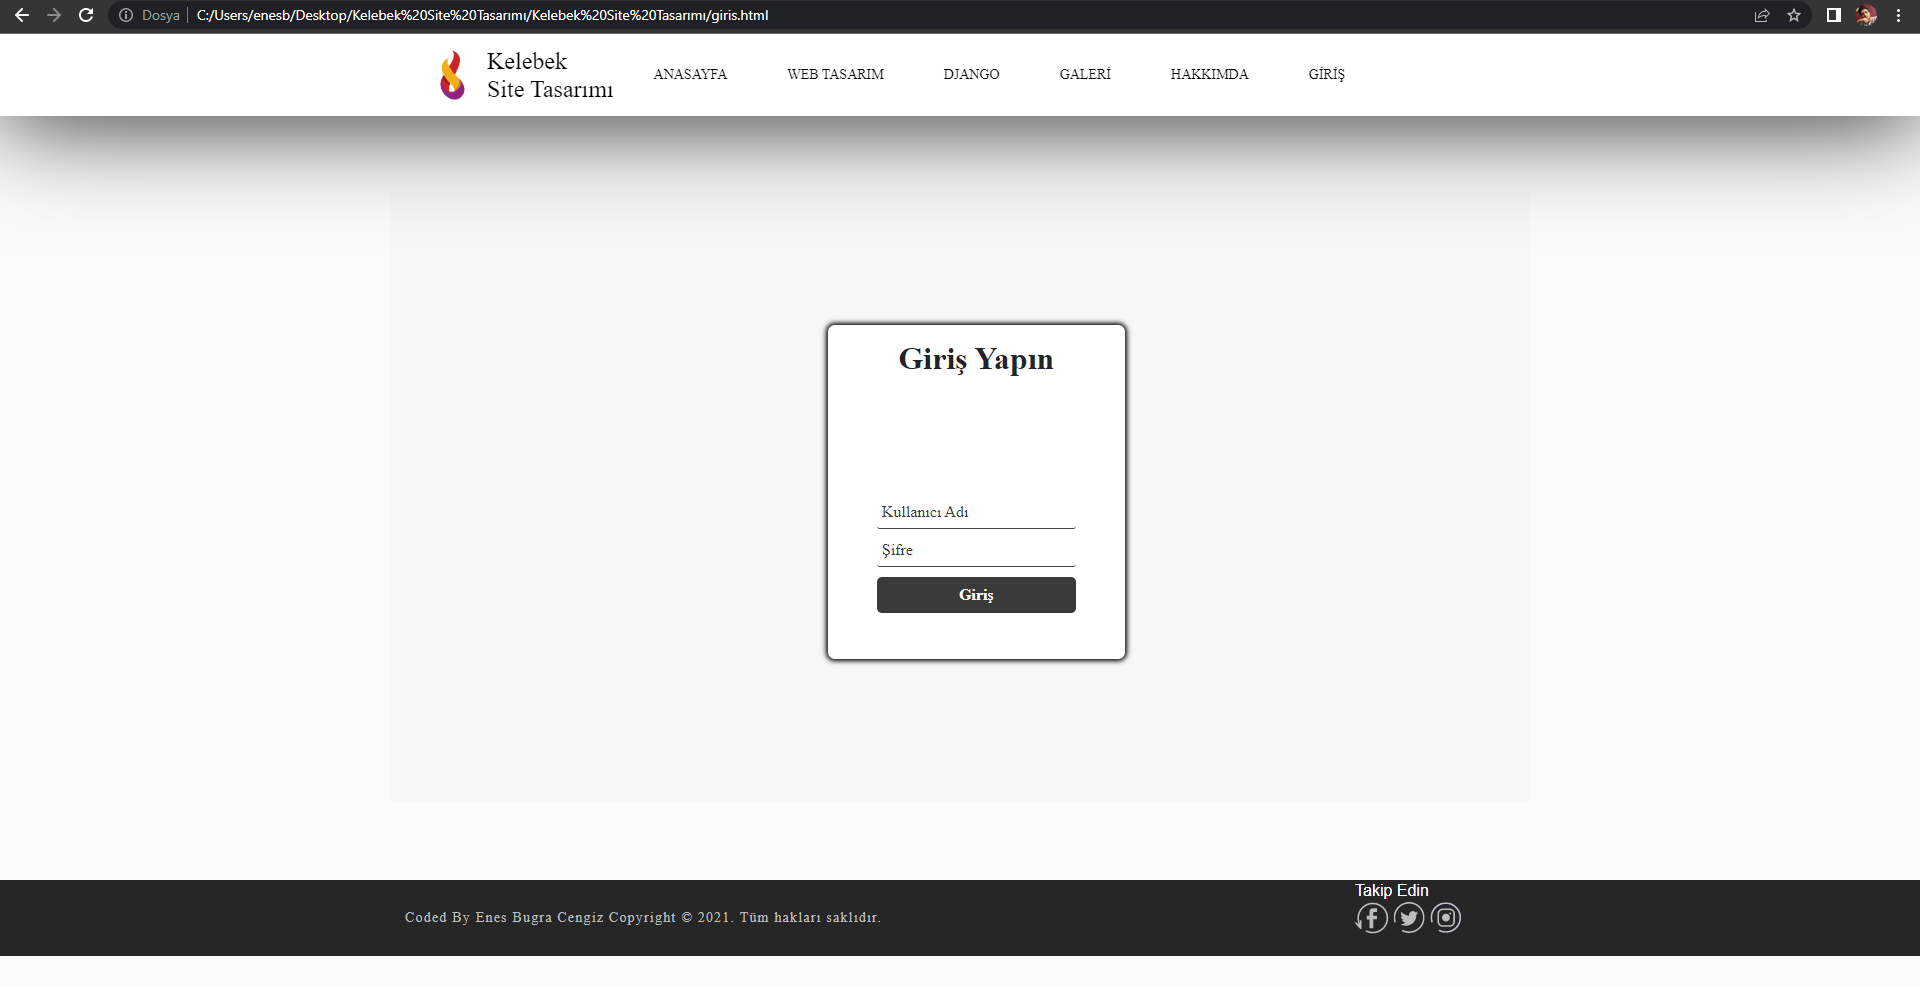 Dosya C:/Users/enesb/Desktop/Kelebek%20Site%20Tasarımı/Kelebek%20Site%20Tasarımı/giris.html
Kelebek
Site Tasarımı
ANASAYFA WEB TASARIM DJANGO GALERİ HAKKIMDA GİRİŞ
Giriş Yapın
Kullanıcı Adı
Şifre
Giriş
Takip Edin
Coded By Enes Bugra Cengiz Copyright © 2021. Tüm hakları saklıdır.